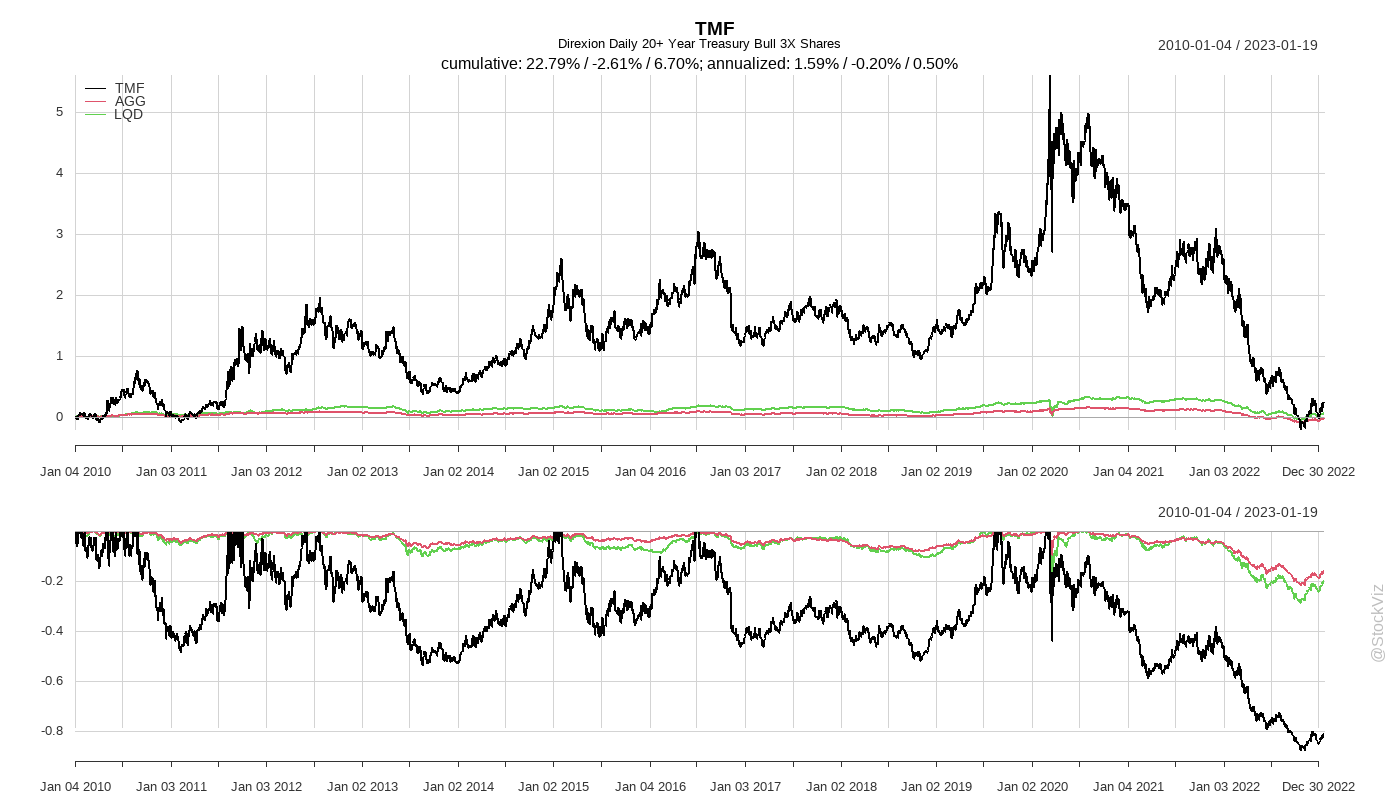 TMF
Direxion Daily 20+ Year Treasury Bull 3X Shares
2010-01-04 / 2023-01-19
cumulative: 22.79% / -2.61% / 6.70%; annualized: 1.59% / -0.20% / 0.50%
TMF
AGG
LQD
5
4
3
2
1
0
Jan 04 2010 Jan 03 2011 Jan 03 2012 Jan 02 2013 Jan 02 2014 Jan 02 2015 Jan 04 2016 Jan 03 2017 Jan 02 2018 Jan 02 2019 Jan 02 2020 Jan 04 2021 Jan 03 2022 Dec 30 2022
2010-01-04 / 2023-01-19
-0.2
-0.4
-0.6
-0.8
Jan 04 2010 Jan 03 2011 Jan 03 2012 Jan 02 2013 Jan 02 2014 Jan 02 2015 Jan 04 2016 Jan 03 2017 Jan 02 2018 Jan 02 2019 Jan 02 2020 Jan 04 2021 Jan 03 2022 Dec 30 2022
@StockViz